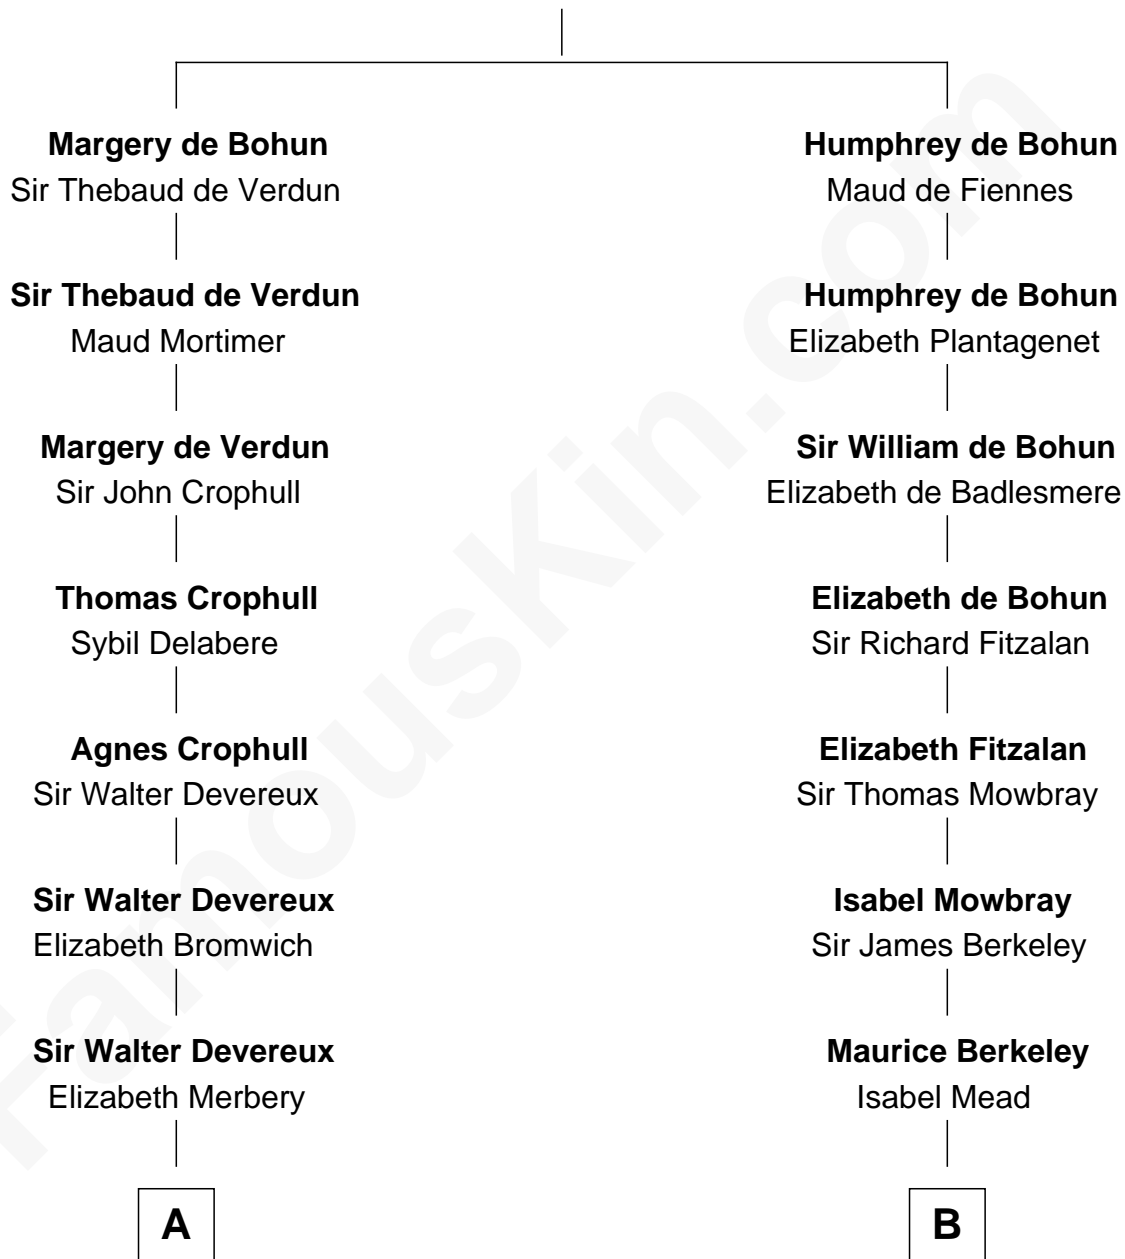 Margery de Bohun
Sir Thebaud de Verdun
Sir Thebaud de Verdun
Maud Mortimer
Margery de Verdun
Sir John Crophull
Thomas Crophull
Sybil Delabere
Agnes Crophull
Sir Walter Devereux
Sir Walter Devereux
Elizabeth Bromwich
Sir Walter Devereux
Elizabeth Merbery
A
Humphrey de Bohun
Maud de Fiennes
Humphrey de Bohun
Elizabeth Plantagenet
Sir William de Bohun
Elizabeth de Badlesmere
Elizabeth de Bohun
Sir Richard Fitzalan
Elizabeth Fitzalan
Sir Thomas Mowbray
Isabel Mowbray
Sir James Berkeley
Maurice Berkeley
Isabel Mead
B
FamousKin.com